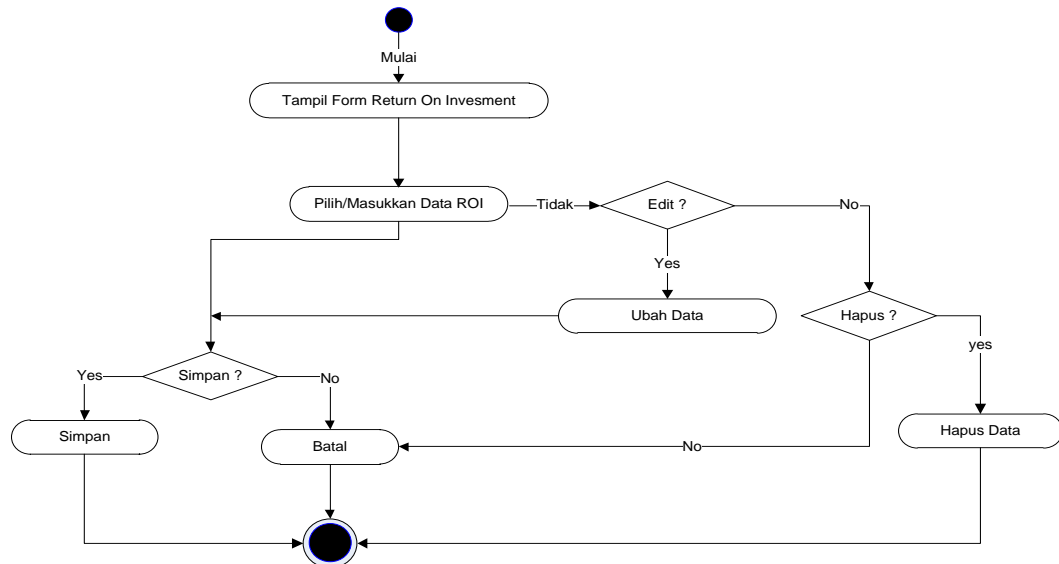 Mulai
Tampil Form Return On Invesment
Pilih/Masukkan Data ROI
Tidak
Edit ?
No
Yes
Ubah Data
Hapus ?
yes
Yes
Simpan ?
No
Simpan
Batal
No
Hapus Data